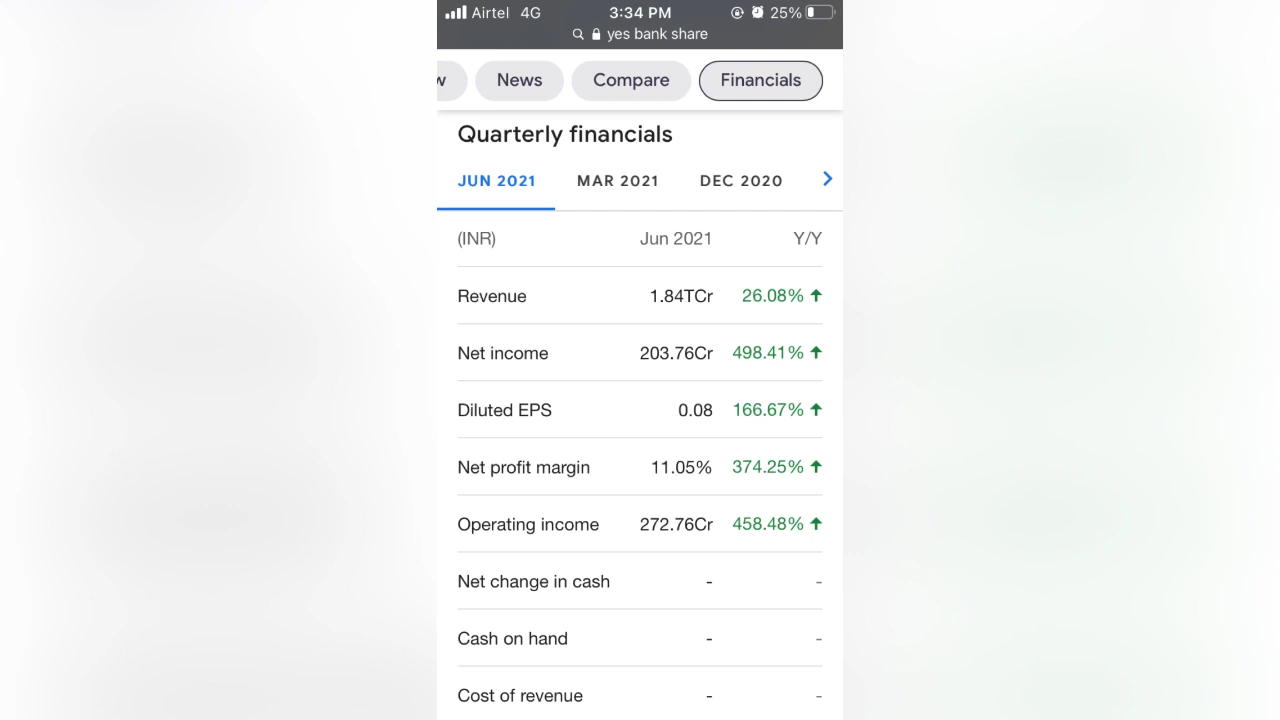 Airtel 4G 3:34 PM 25%
yes bank share
w News Compare Financials
Quarterly financials
JUN 2021 MAR 2021 DEC 2020
(INR) Jun 2021 Y/Y
Revenue 1.84TCr 26.08%
Net income 203.76Cr 498.41%
Diluted EPS 0.08 166.67%
Net profit margin 11.05% 374.25%
Operating income 272.76Cr 458.48%
Net change in cash - -
Cash on hand - -
Cost of revenue - -